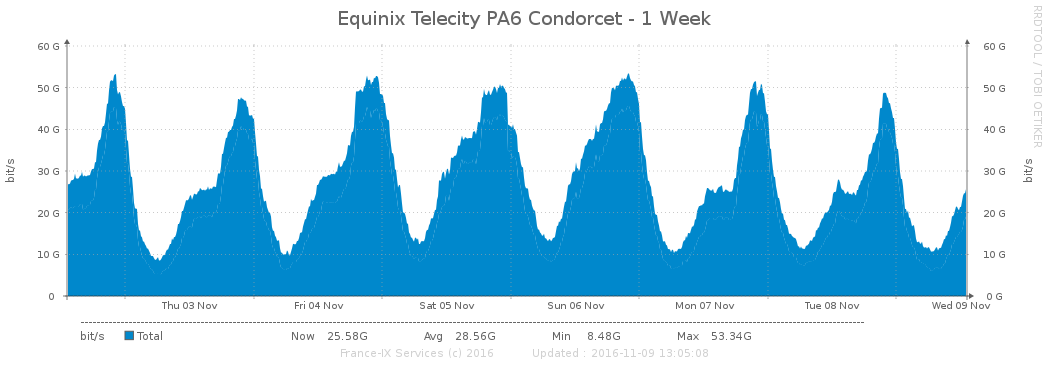 Equinix Telecity PA6 Condorcet - 1 Week
RRDTOOL / TOBI OETIKER
60 G 60 G
50 G 50 G
40 G 40 G
30 G 30 G
20 G 20 G
10 G 10 G
0 0 G
bit/s
bit/s
Thu 03 Nov Fri 04 Nov Sat 05 Nov Sun 06 Nov Mon 07 Nov Tue 08 Nov Wed 09 Nov
bit/s Total Now 25.58G Avg 28.56G Min 8.48G Max 53.34G
France-IX Services (c) 2016 Updated : 2016-11-09 13:05:08